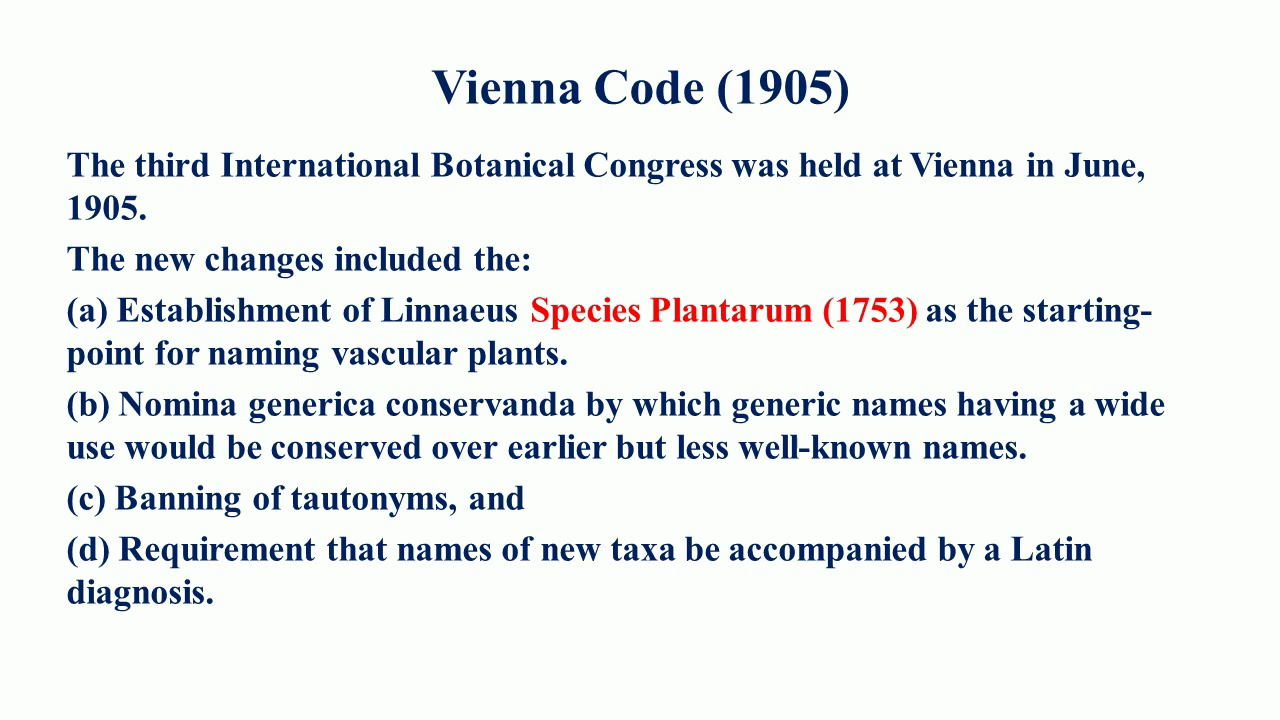 Vienna Code (1905)
The third International Botanical Congress was held at Vienna in June,
1905.
The new changes included the:
(a) Establishment of Linnaeus Species Plantarum (1753) as the starting-
point for naming vascular plants.
(b) Nomina generica conservanda by which generic names having a wide
use would be conserved over earlier but less well-known names.
(c) Banning of tautonyms, and
(d) Requirement that names of new taxa be accompanied by a Latin
diagnosis.